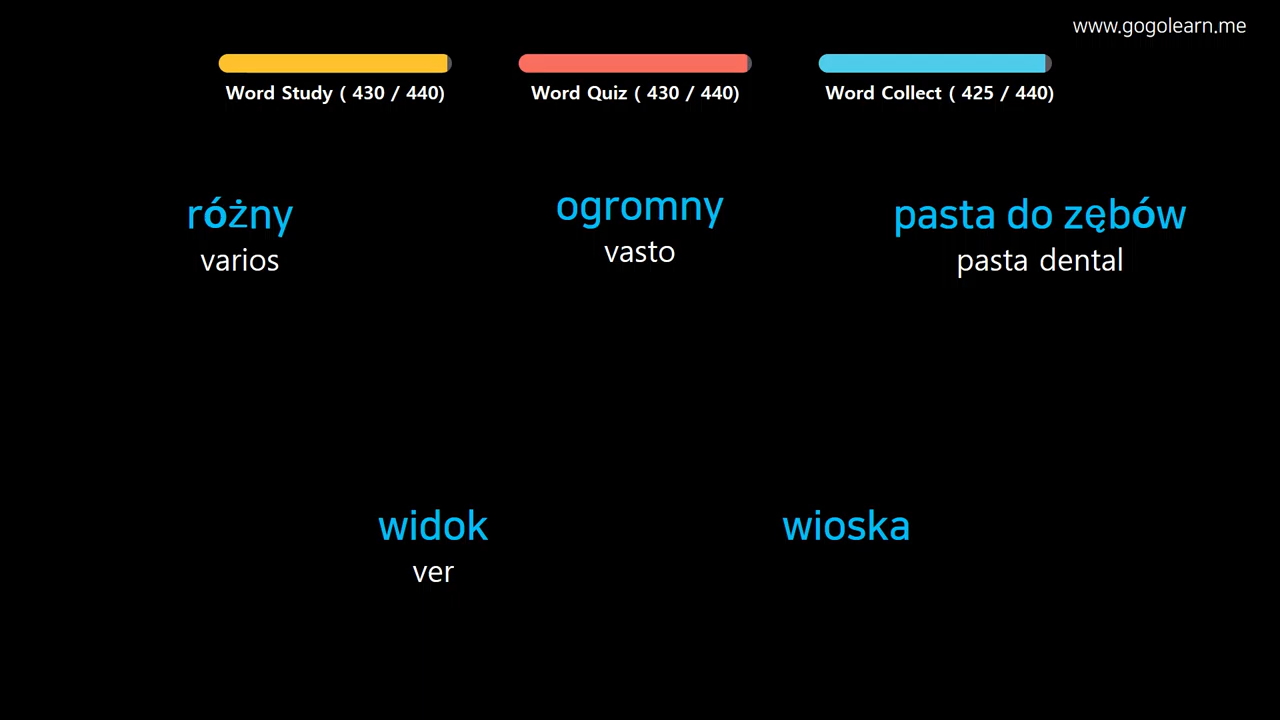 www.gogolearn.me
Word Study ( 430 / 440)
Word Quiz ( 430 / 440)
Word Collect ( 425 / 440)
różny
varios
ogromny
vasto
pasta do zębów
pasta dental
widok
ver
wioska